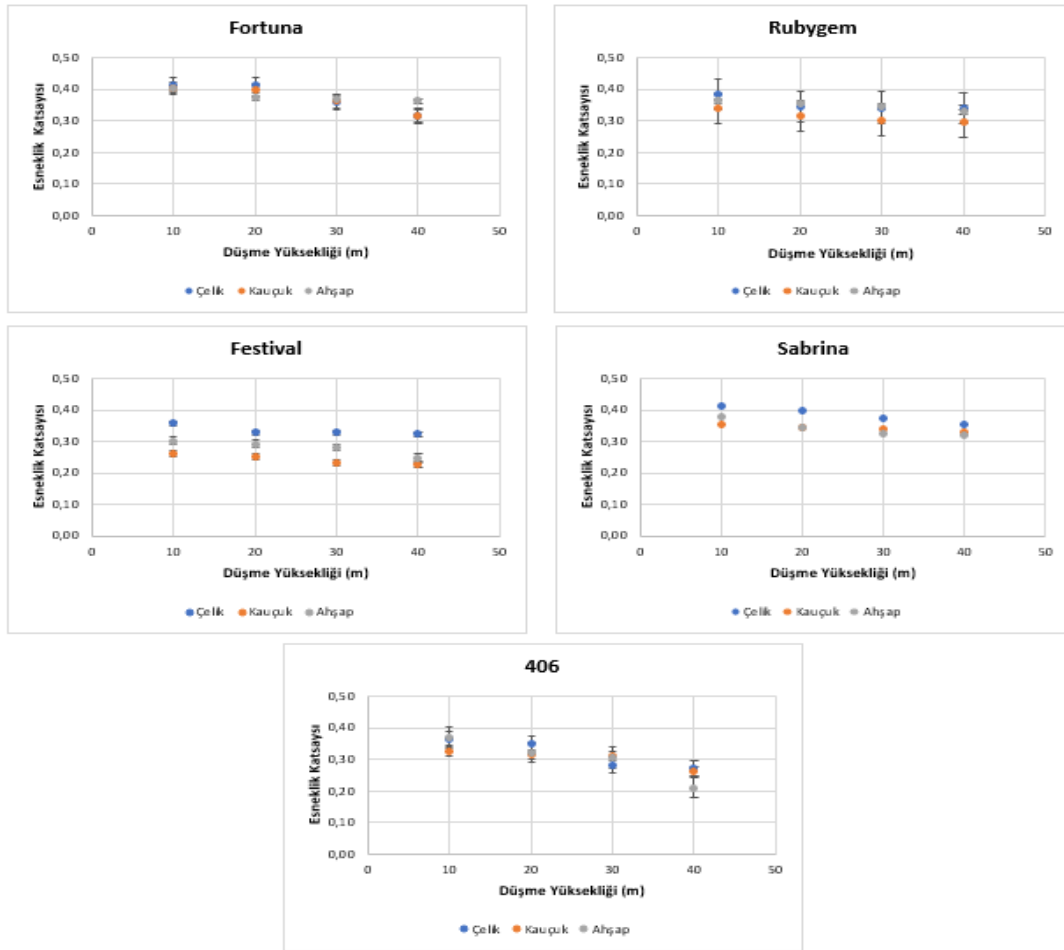 Fortuna
Esneklik Katsayısı
0,50
0,40
0,30
0,20
0,10
0,00
0 10 20 30 40 50
Düşme Yüksekliği (m)
Çelik Kauçuk Ahşap
Rubygem
Esneklik Katsayısı
0,50
0,40
0,30
0,20
0,10
0,00
0 10 20 30 40 50
Düşme Yüksekliği (m)
Çelik Kauçuk Ahşap
Festival
Esneklik Katsayısı
0,50
0,40
0,30
0,20
0,10
0,00
0 10 20 30 40 50
Düşme Yüksekliği (m)
Çelik Kauçuk Ahşap
Sabrina
Esneklik Katsayısı
0,50
0,40
0,30
0,20
0,10
0,00
0 10 20 30 40 50
Düşme Yüksekliği (m)
Çelik Kauçuk Ahşap
406
Esneklik Katsayısı
0,50
0,40
0,30
0,20
0,10
0,00
0 10 20 30 40 50
Düşme Yüksekliği (m)
Çelik Kauçuk Ahşap